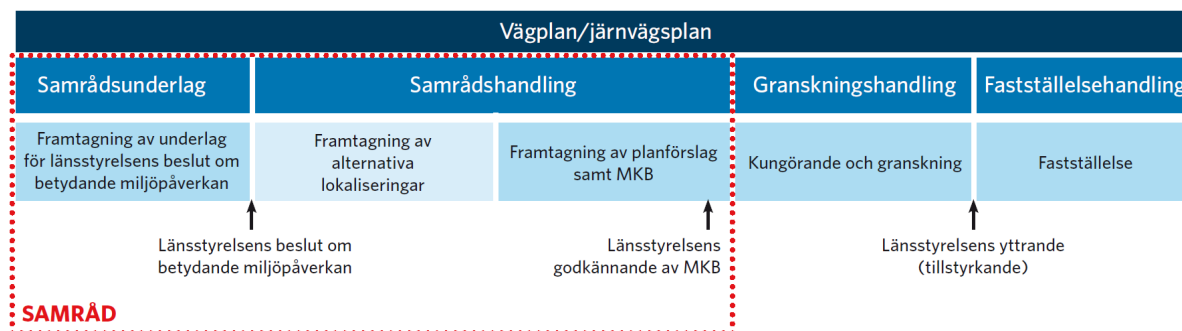 Vägplan/järnvägsplan
Samrådsunderlag
Samrådshandling
Granskningshandling
Fastställelsehandling
Framtagning av underlag
för länsstyrelsens beslut om
betydande miljöpåverkan
Framtagning av
alternativa
lokaliseringar
Framtagning av planförslag
samt MKB
Kungörande och granskning
Fastställelse
Länsstyrelsens beslut om
betydande miljöpåverkan
Länsstyrelsens
godkännande av MKB
Länsstyrelsens yttrande
(tillstyrkande)
SAMRÅD